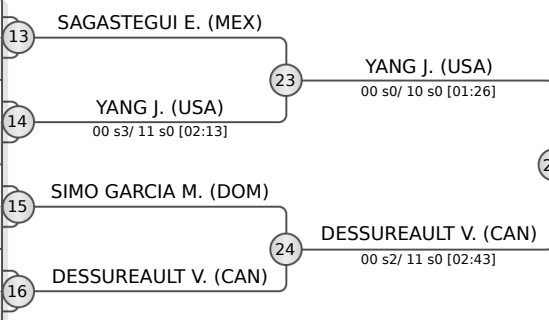 SAGASTEGUI E. (MEX)
13
23
YANG J. (USA)
00 s0/ 10 s0 [01:26]
YANG J. (USA)
14
00 s3/ 11 s0 [02:13]
SIMO GARCIA M. (DOM)
15
24
DESSUREAULT V. (CAN)
00 s2/ 11 s0 [02:43]
DESSUREAULT V. (CAN)
16